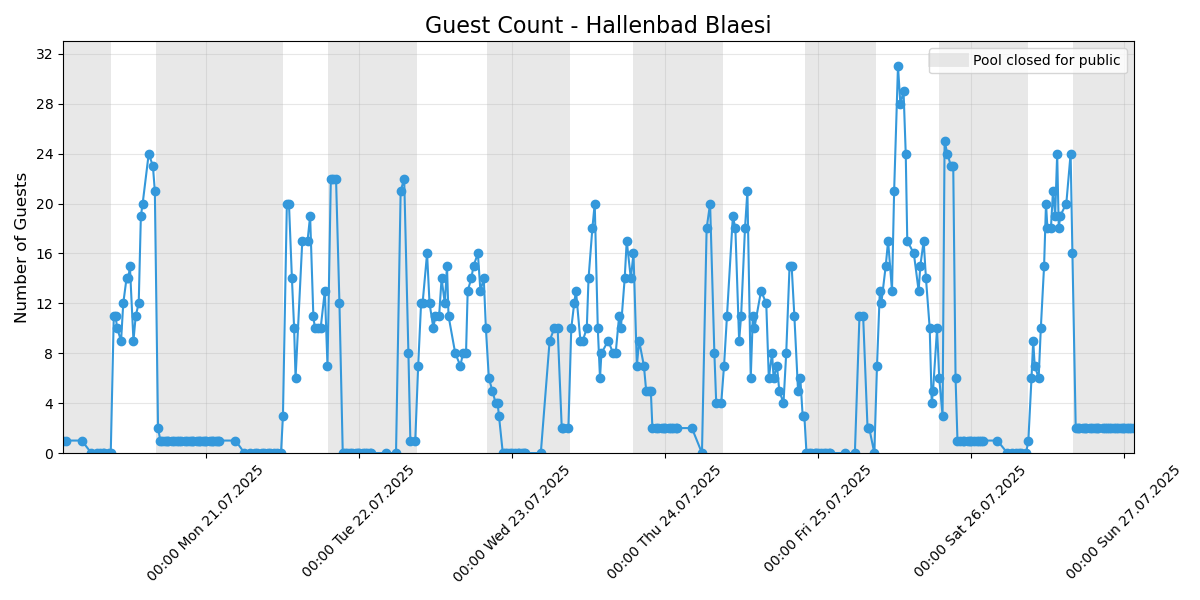 Guest Count - Hallenbad Blaesi
Pool closed for public
Number of Guests
32
28
24
20
16
12
8
4
0
00:00 Mon 21.07.2025
00:00 Tue 22.07.2025
00:00 Wed 23.07.2025
00:00 Thu 24.07.2025
00:00 Fri 25.07.2025
00:00 Sat 26.07.2025
00:00 Sun 27.07.2025